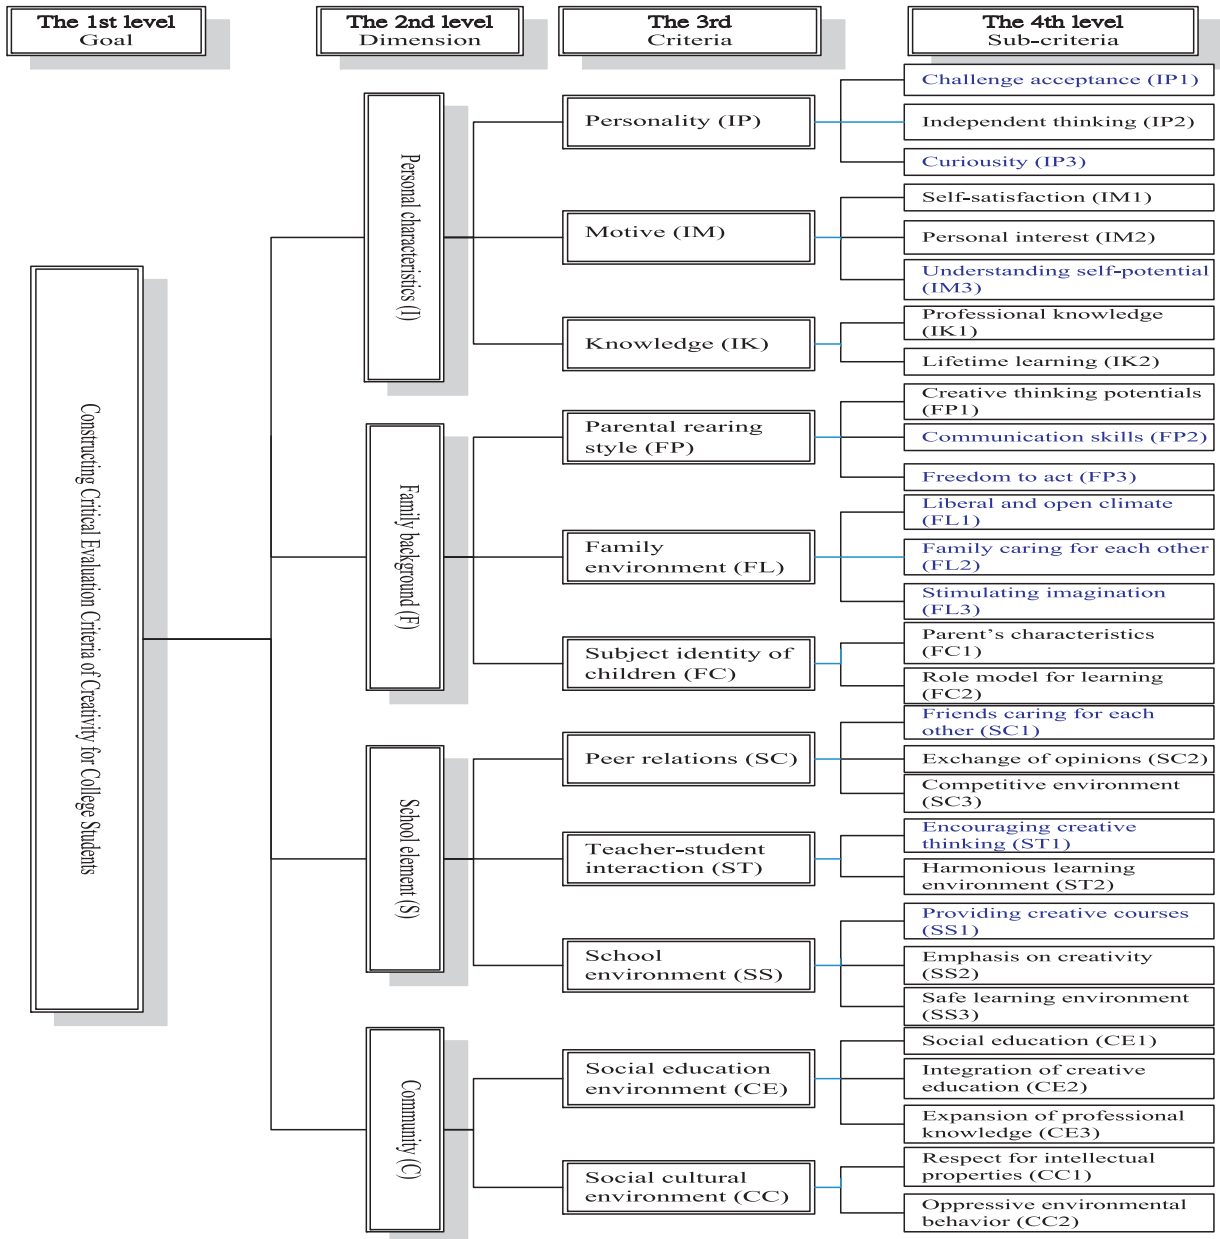 The 1st level
Goal
The 2nd level
Dimension
The 3rd
Criteria
The 4th level
Sub-criteria
Constructing Critical Evaluation Criteria of Creativity for College Students
Personal characteristics (I)
Personality (IP)
Challenge acceptance (IP1)
Independent thinking (IP2)
Curiousity (IP3)
Motive (IM)
Self-satisfaction (IM1)
Personal interest (IM2)
Understanding self-potential
(IM3)
Knowledge (IK)
Professional knowledge
(IK1)
Lifetime learning (IK2)
Family background (F)
Parental rearing
style (FP)
Creative thinking potentials
(FP1)
Communication skills (FP2)
Freedom to act (FP3)
Family
environment (FL)
Liberal and open climate
(FL1)
Family caring for each other
(FL2)
Stimulating imagination
(FL3)
Subject identity of
children (FC)
Parent’s characteristics
(FC1)
Role model for learning
(FC2)
School element (S)
Peer relations (SC)
Friends caring for each
other (SC1)
Exchange of opinions (SC2)
Competitive environment
(SC3)
Teacher-student
interaction (ST)
Encouraging creative
thinking (ST1)
Harmonious learning
environment (ST2)
School
environment (SS)
Providing creative courses
(SS1)
Emphasis on creativity
(SS2)
Safe learning environment
(SS3)
Community (C)
Social education
environment (CE)
Social education (CE1)
Integration of creative
education (CE2)
Expansion of professional
knowledge (CE3)
Social cultural
environment (CC)
Respect for intellectual
properties (CC1)
Oppressive environmental
behavior (CC2)